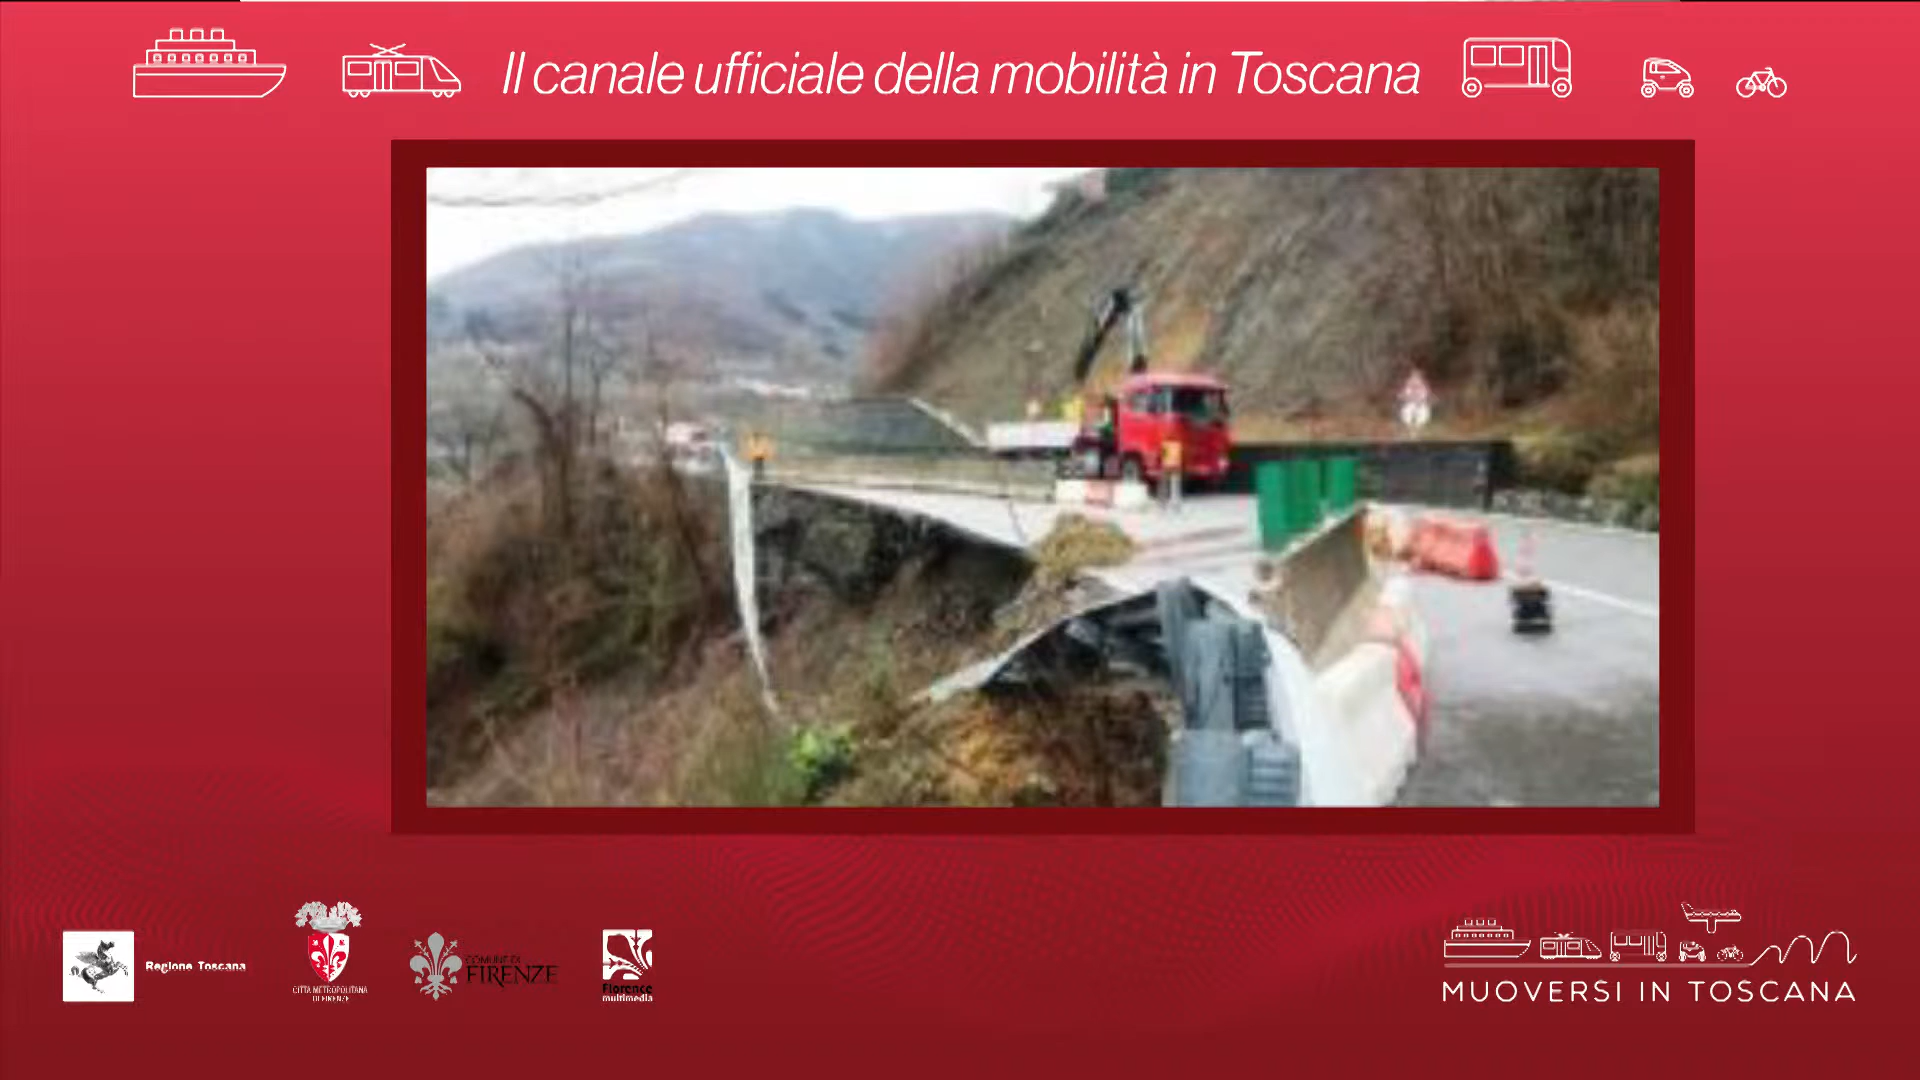 Il canale ufficiale della mobilità in Toscana
Regione Toscana
CITTÀ METROPOLITANA
DI FIRENZE
COMUNE DI
FIRENZE
Florence
multimedia
MUOVERSI IN TOSCANA